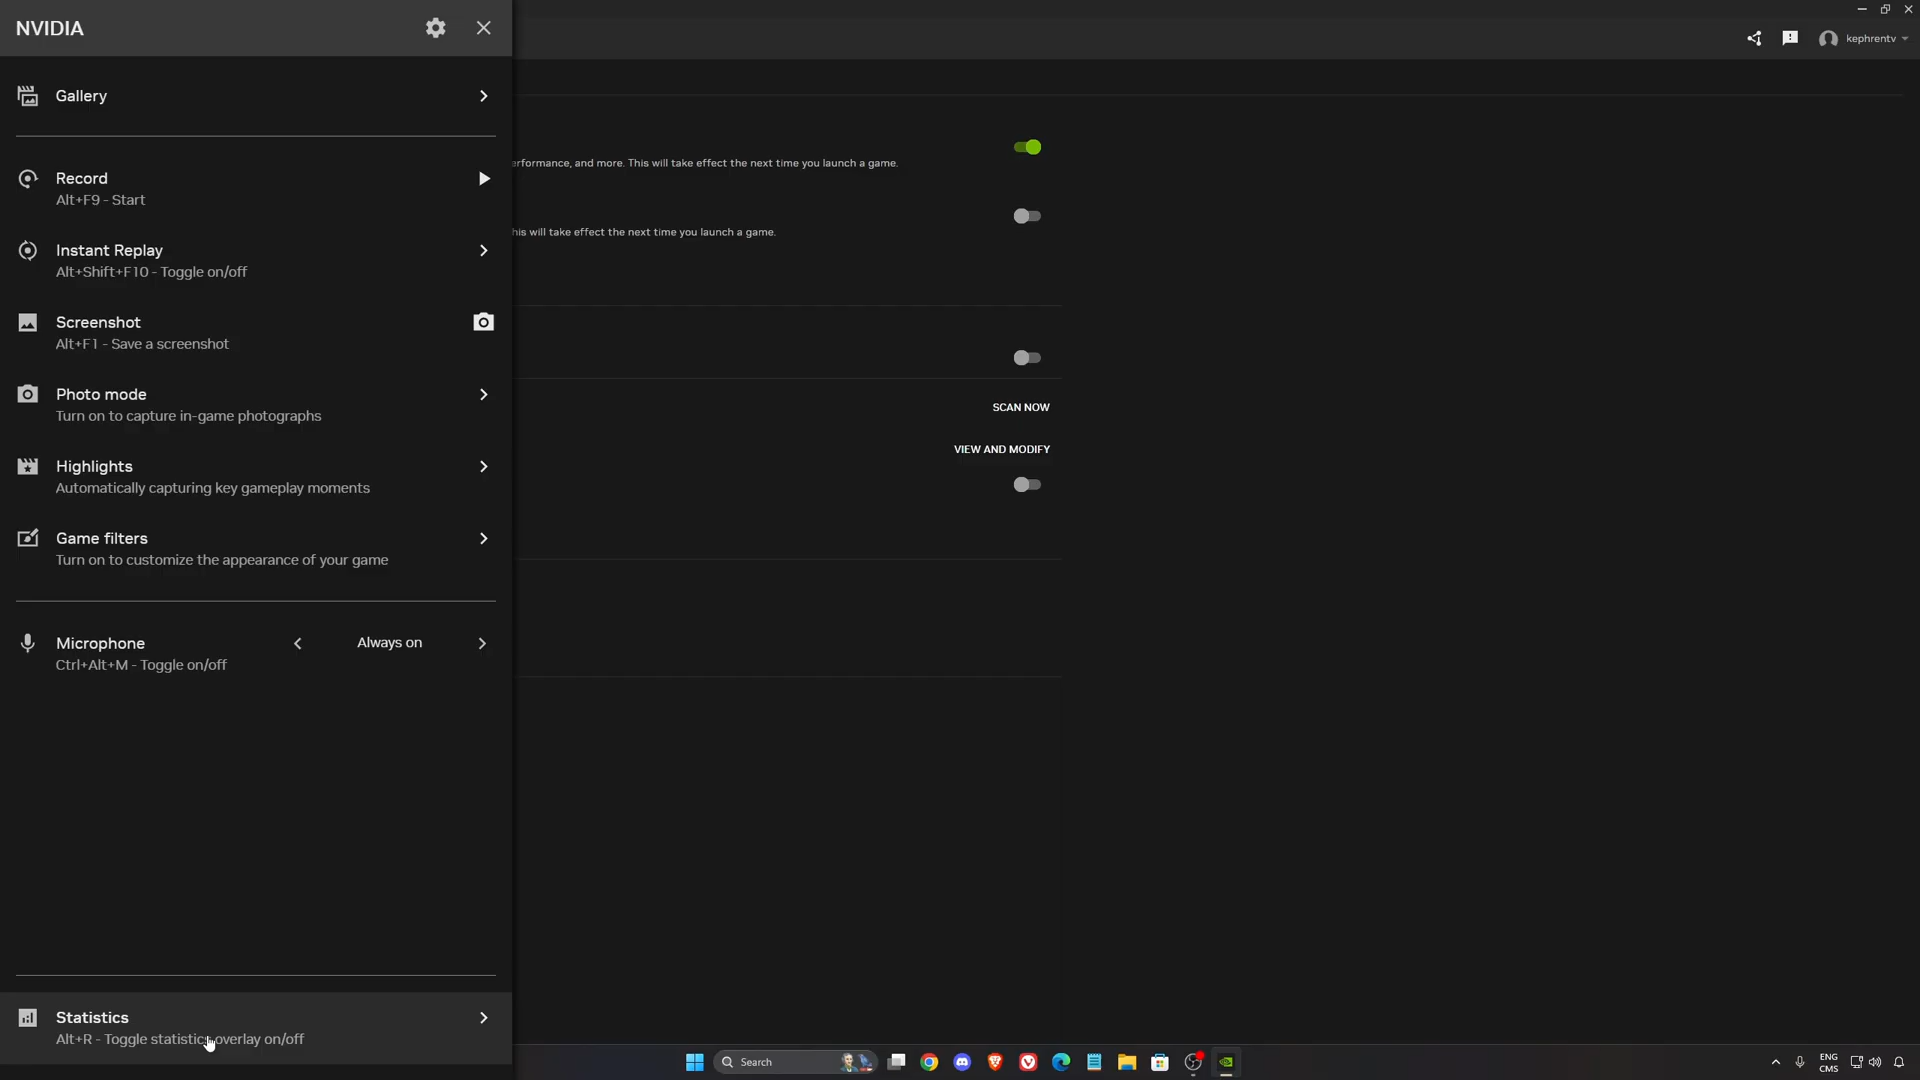 NVIDIA
kephrentv
Gallery
erformance, and more. This will take effect the next time you launch a game.
Record
Alt+F9 - Start
his will take effect the next time you launch a game.
Instant Replay
Alt+Shift+F10 - Toggle on/off
Screenshot
Alt+F1 - Save a screenshot
Photo mode
Turn on to capture in-game photographs
SCAN NOW
VIEW AND MODIFY
Highlights
Automatically capturing key gameplay moments
Game filters
Turn on to customize the appearance of your game
Microphone
Always on
Ctrl+Alt+M - Toggle on/off
Statistics
Alt+R - Toggle statistics overlay on/off
Search
ENG
CMS